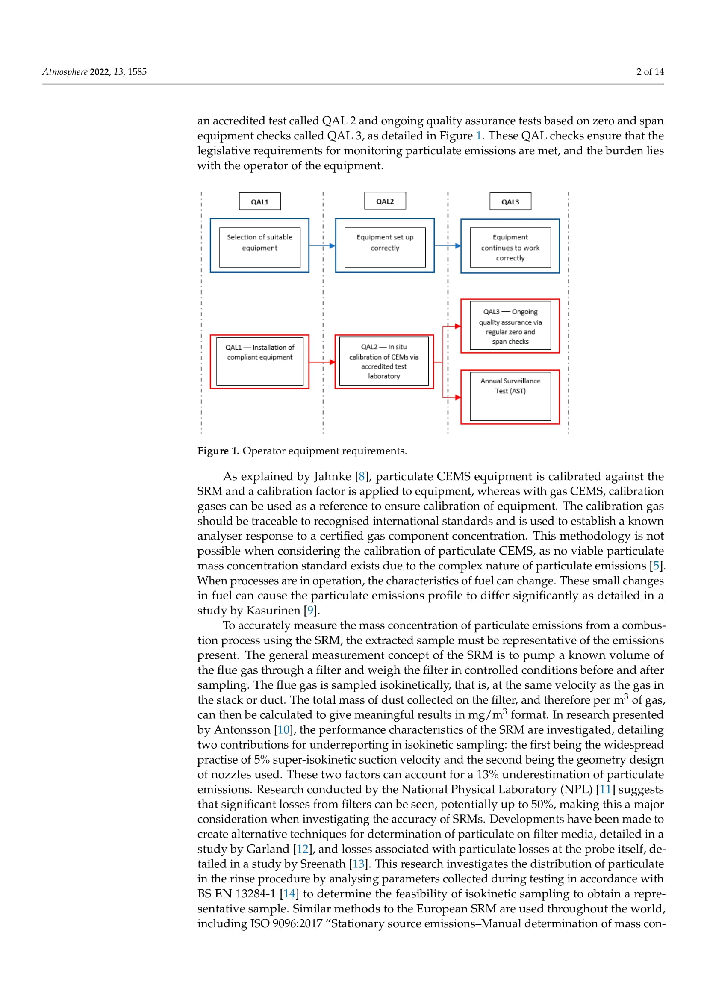 Atmosphere 2022, 13, 1585
2 of 14
an accredited test called QAL 2 and ongoing quality assurance tests based on zero and span
equipment checks called QAL 3, as detailed in Figure 1. These QAL checks ensure that the
legislative requirements for monitoring particulate emissions are met, and the burden lies
with the operator of the equipment.
QAL1
QAL2
QAL3
Selection of suitable
equipment
Equipment set up
correctly
Equipment
continues to work
correctly
QAL1 — Installation of
compliant equipment
QAL2 — In situ
calibration of CEMs via
accredited test
laboratory
QAL3 — Ongoing
quality assurance via
regular zero and
span checks
Annual Surveillance
Test (AST)
Figure 1. Operator equipment requirements.
As explained by Jahnke [8], particulate CEMS equipment is calibrated against the
SRM and a calibration factor is applied to equipment, whereas with gas CEMS, calibration
gases can be used as a reference to ensure calibration of equipment. The calibration gas
should be traceable to recognised international standards and is used to establish a known
analyser response to a certified gas component concentration. This methodology is not
possible when considering the calibration of particulate CEMS, as no viable particulate
mass concentration standard exists due to the complex nature of particulate emissions [5].
When processes are in operation, the characteristics of fuel can change. These small changes
in fuel can cause the particulate emissions profile to differ significantly as detailed in a
study by Kasurinen [9].
To accurately measure the mass concentration of particulate emissions from a combus-
tion process using the SRM, the extracted sample must be representative of the emissions
present. The general measurement concept of the SRM is to pump a known volume of
the flue gas through a filter and weigh the filter in controlled conditions before and after
sampling. The flue gas is sampled isokinetically, that is, at the same velocity as the gas in
the stack or duct. The total mass of dust collected on the filter, and therefore per m³ of gas,
can then be calculated to give meaningful results in mg/m³ format. In research presented
by Antonsson [10], the performance characteristics of the SRM are investigated, detailing
two contributions for underreporting in isokinetic sampling: the first being the widespread
practise of 5% super-isokinetic suction velocity and the second being the geometry design
of nozzles used. These two factors can account for a 13% underestimation of particulate
emissions. Research conducted by the National Physical Laboratory (NPL) [11] suggests
that significant losses from filters can be seen, potentially up to 50%, making this a major
consideration when investigating the accuracy of SRMs. Developments have been made to
create alternative techniques for determination of particulate on filter media, detailed in a
study by Garland [12], and losses associated with particulate losses at the probe itself, de-
tailed in a study by Sreenath [13]. This research investigates the distribution of particulate
in the rinse procedure by analysing parameters collected during testing in accordance with
BS EN 13284-1 [14] to determine the feasibility of isokinetic sampling to obtain a repre-
sentative sample. Similar methods to the European SRM are used throughout the world,
including ISO 9096:2017 “Stationary source emissions–Manual determination of mass con-